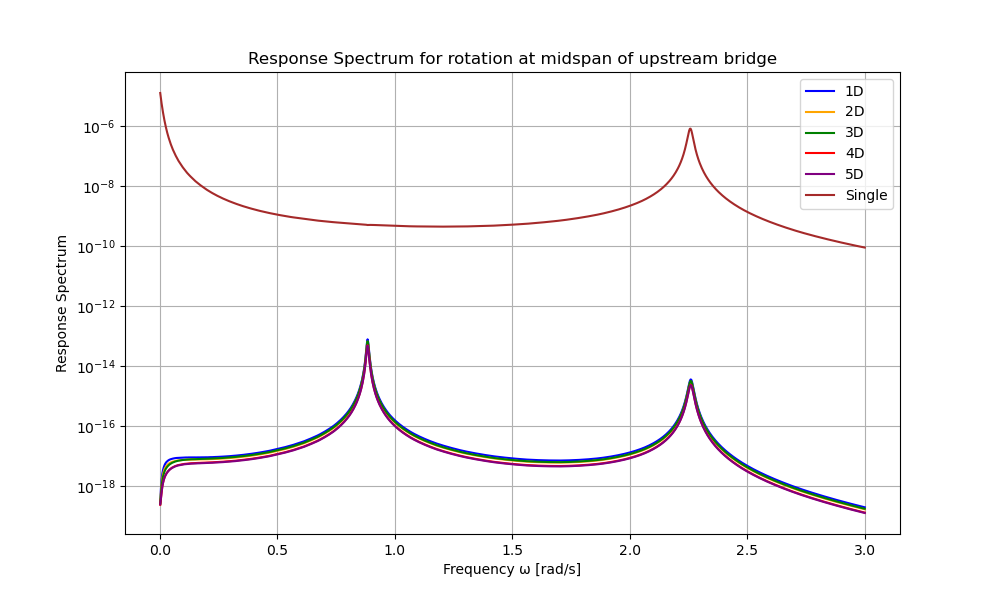 Response Spectrum for rotation at midspan of upstream bridge
1D
2D
3D
4D
5D
Single
Response Spectrum
10⁻⁶
10⁻⁸
10⁻¹⁰
10⁻¹²
10⁻¹⁴
10⁻¹⁶
10⁻¹⁸
0.0 0.5 1.0 1.5 2.0 2.5 3.0
Frequency ω [rad/s]